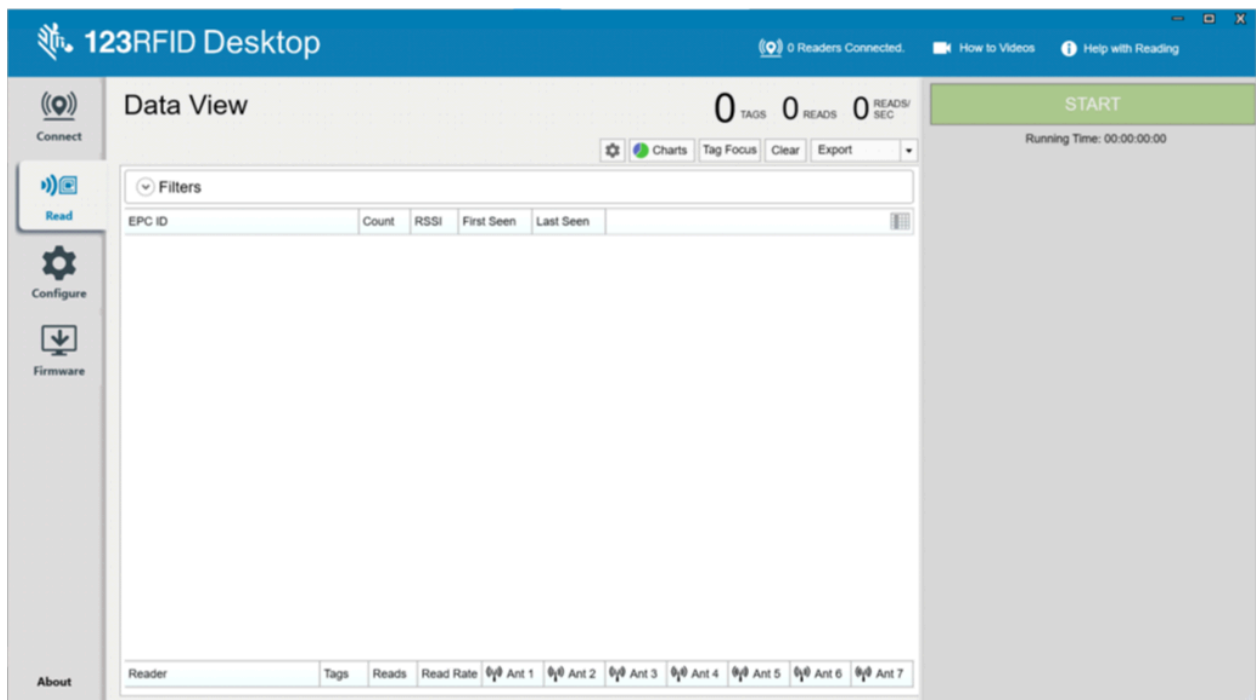 123RFID Desktop
0 Readers Connected. How to Videos Help with Reading
Connect
Read
Configure
Firmware
About
Data View
0 TAGS 0 READS 0 READS/SEC
Charts Tag Focus Clear Export
Filters
EPC ID Count RSSI First Seen Last Seen
Reader Tags Reads Read Rate Ant 1 Ant 2 Ant 3 Ant 4 Ant 5 Ant 6 Ant 7
START
Running Time: 00:00:00:00